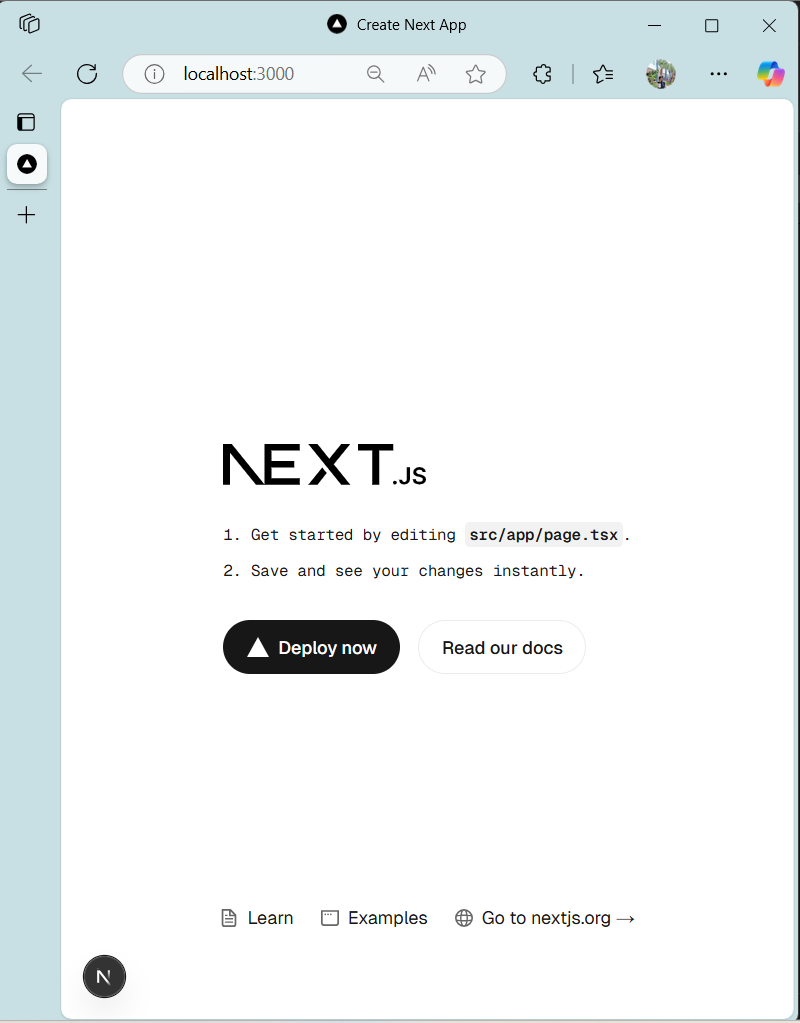 Create Next App
localhost:3000
NEXT.JS
1. Get started by editing src/app/page.tsx.
2. Save and see your changes instantly.
Deploy now
Read our docs
Learn
Examples
Go to nextjs.org →
N